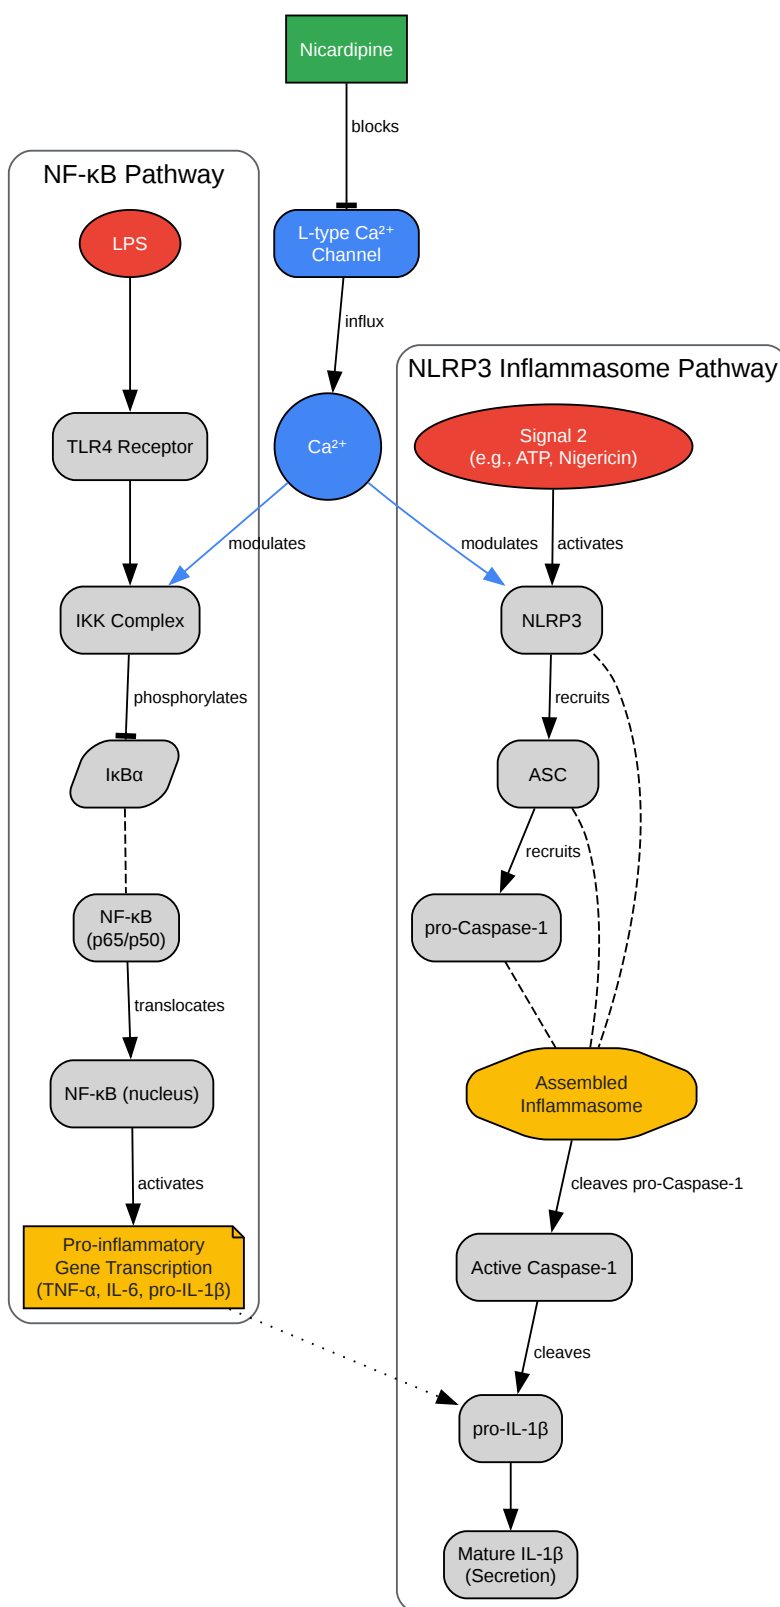 Nicardipine
blocks
NF-κB Pathway
LPS
L-type Ca²⁺
Channel
influx
NLRP3 Inflammasome Pathway
TLR4 Receptor
Ca²⁺
Signal 2
(e.g., ATP, Nigericin)
modulates
modulates
activates
IKK Complex
NLRP3
phosphorylates
recruits
IκBα
ASC
recruits
NF-κB
(p65/p50)
pro-Caspase-1
translocates
NF-κB (nucleus)
Assembled
Inflammasome
activates
cleaves pro-Caspase-1
Pro-inflammatory
Gene Transcription
(TNF-α, IL-6, pro-IL-1β)
Active Caspase-1
cleaves
pro-IL-1β
Mature IL-1β
(Secretion)